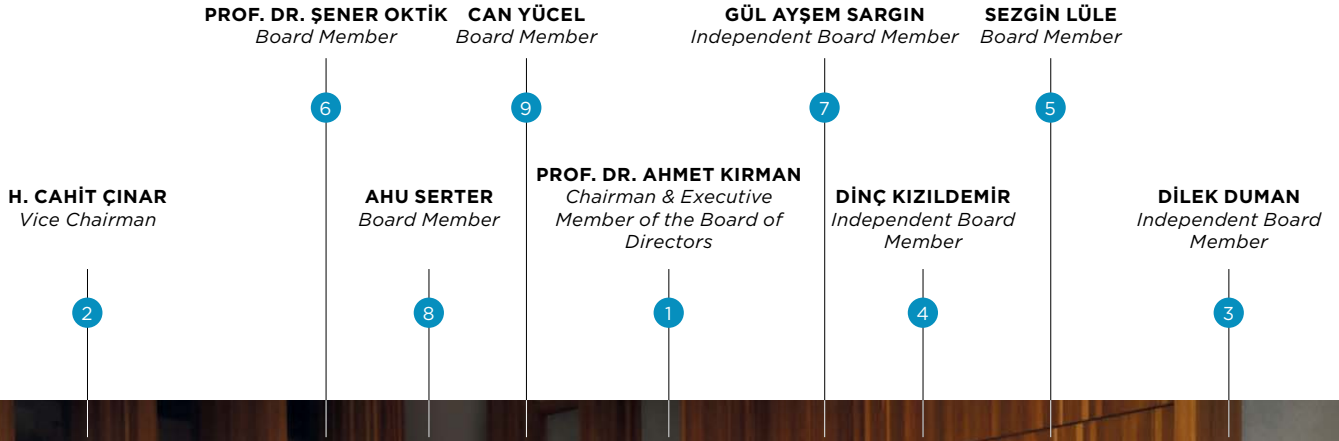 PROF. DR. ŞENER OKTİK
Board Member
CAN YÜCEL
Board Member
GÜL AYŞEM SARGIN
Independent Board Member
SEZGİN LÜLE
Board Member
6
9
7
5
H. CAHİT ÇINAR
Vice Chairman
AHU SERTER
Board Member
PROF. DR. AHMET KIRMAN
Chairman & Executive
Member of the Board of
Directors
DİNÇ KIZILDEMİR
Independent Board
Member
DİLEK DUMAN
Independent Board
Member
2
8
1
4
3